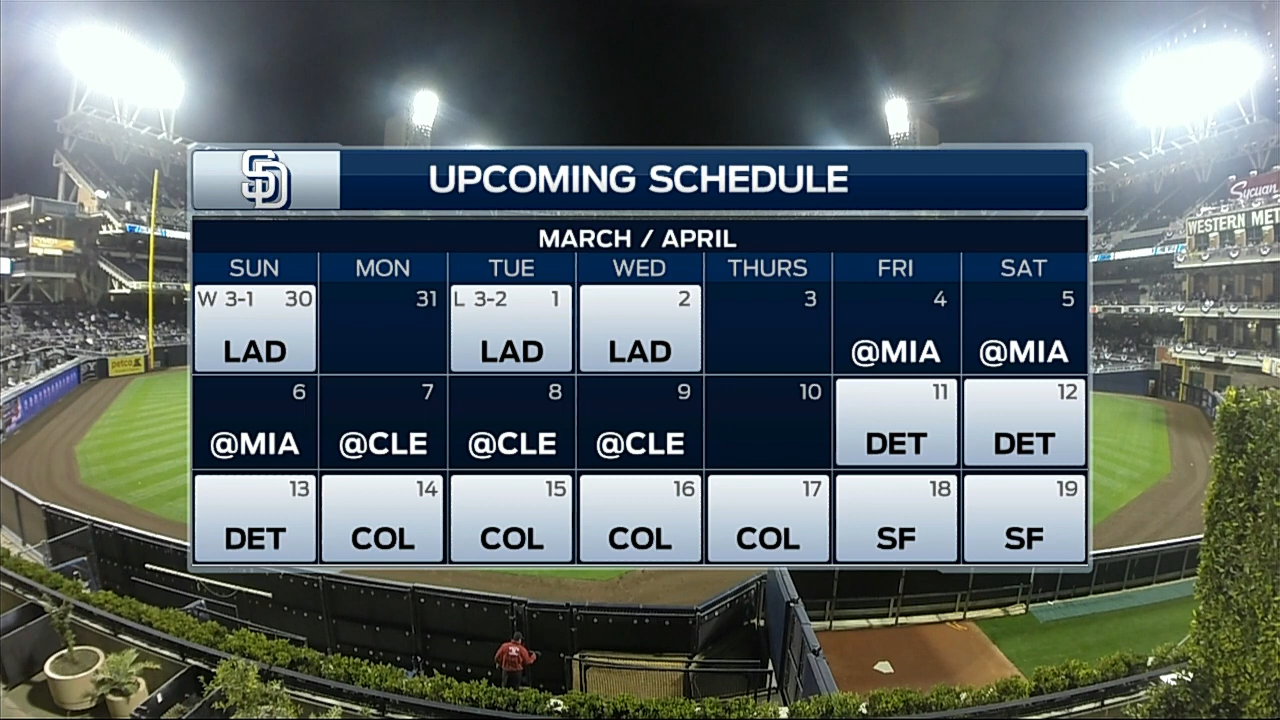 SD
UPCOMING SCHEDULE
MARCH / APRIL
SUN MON TUE WED THURS FRI SAT
W 3-1 30 31 L 3-2 1 2 3 4 5
LAD LAD LAD @MIA @MIA
6 7 8 9 10 11 12
@MIA @CLE @CLE @CLE DET DET
13 14 15 16 17 18 19
DET COL COL COL COL SF SF
Sycuan
WESTERN MET
petco